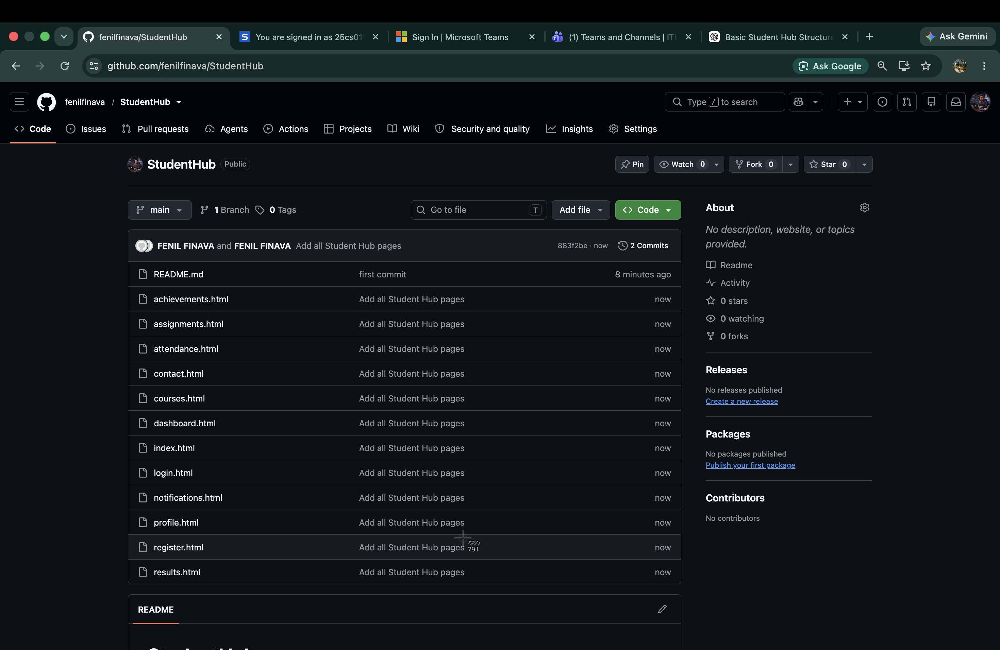 fenilfinava/StudentHub
You are signed in as 25cs01
Sign In | Microsoft Teams
(1) Teams and Channels | ITU
Basic Student Hub Structure
Ask Gemini
github.com/fenilfinava/StudentHub
Ask Google
fenilfinava / StudentHub
Type / to search
Code
Issues
Pull requests
Agents
Actions
Projects
Wiki
Security and quality
Insights
Settings
StudentHub Public
Pin
Watch 0
Fork 0
Star 0
main
1 Branch
0 Tags
Go to file T
Add file
Code
FENIL FINAVA and FENIL FINAVA Add all Student Hub pages 883f2be · now 2 Commits
README.md first commit 8 minutes ago
achievements.html Add all Student Hub pages now
assignments.html Add all Student Hub pages now
attendance.html Add all Student Hub pages now
contact.html Add all Student Hub pages now
courses.html Add all Student Hub pages now
dashboard.html Add all Student Hub pages now
index.html Add all Student Hub pages now
login.html Add all Student Hub pages now
notifications.html Add all Student Hub pages now
profile.html Add all Student Hub pages now
register.html Add all Student Hub pages now
results.html Add all Student Hub pages now
680
791
README
About
No description, website, or topics
provided.
Readme
Activity
0 stars
0 watching
0 forks
Releases
No releases published
Create a new release
Packages
No packages published
Publish your first package
Contributors
No contributors